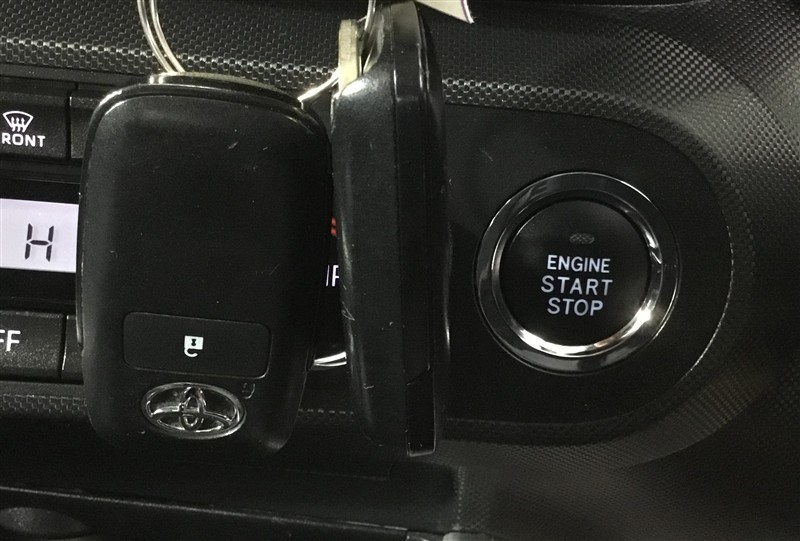 RONT
H
FF
ENGINE
START
STOP